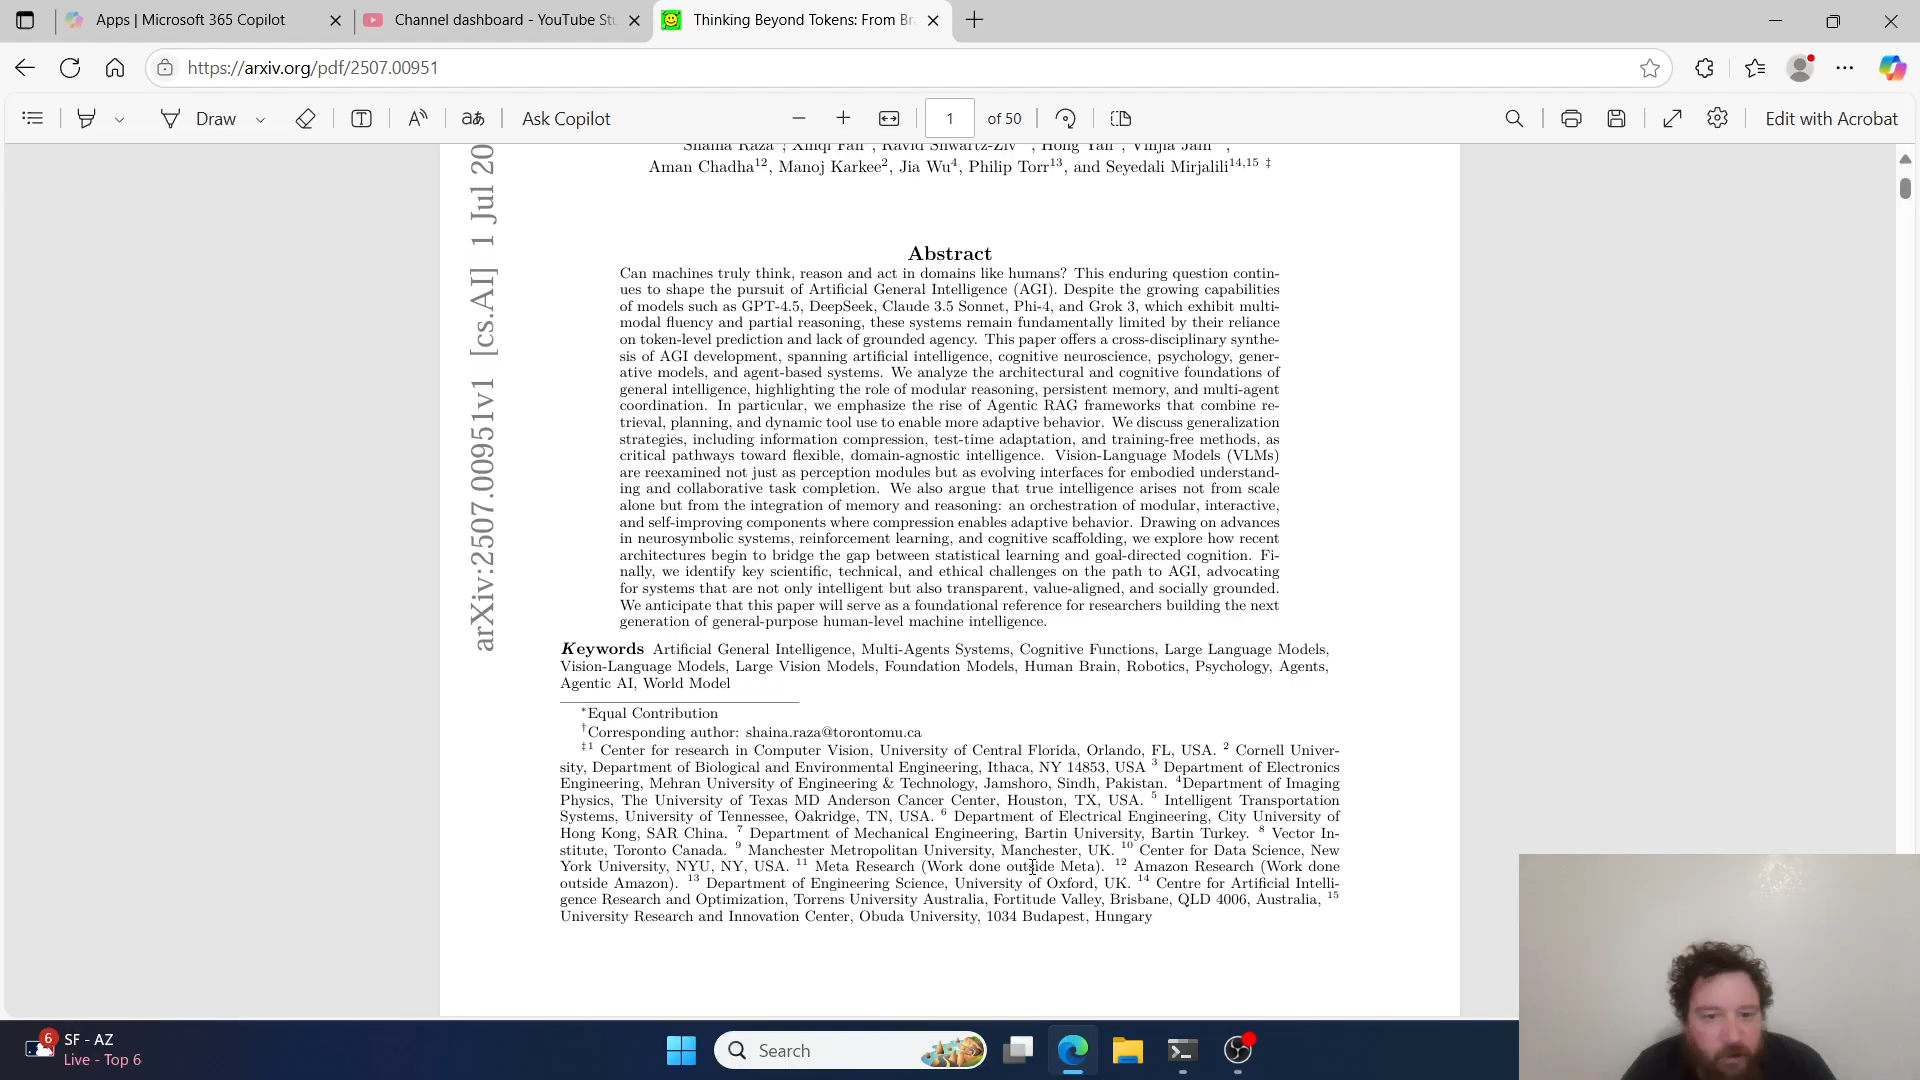 Apps | Microsoft 365 Copilot
Channel dashboard - YouTube Stu
Thinking Beyond Tokens: From Bra
https://arxiv.org/pdf/2507.00951
Draw
aあ
Ask Copilot
1 of 50
Edit with Acrobat
arXiv:2507.00951v1 [cs.AI] 1 Jul 20
Shaina Raza , Xinqi Fan , Ravid Shwartz-Ziv , Hong Yan , Vinija Jain ,
Aman Chadha12, Manoj Karkee2, Jia Wu4, Philip Torr13, and Seyedali Mirjalili14,15 ‡
Abstract
Can machines truly think, reason and act in domains like humans? This enduring question contin-
ues to shape the pursuit of Artificial General Intelligence (AGI). Despite the growing capabilities
of models such as GPT-4.5, DeepSeek, Claude 3.5 Sonnet, Phi-4, and Grok 3, which exhibit multi-
modal fluency and partial reasoning, these systems remain fundamentally limited by their reliance
on token-level prediction and lack of grounded agency. This paper offers a cross-disciplinary synthe-
sis of AGI development, spanning artificial intelligence, cognitive neuroscience, psychology, gener-
ative models, and agent-based systems. We analyze the architectural and cognitive foundations of
general intelligence, highlighting the role of modular reasoning, persistent memory, and multi-agent
coordination. In particular, we emphasize the rise of Agentic RAG frameworks that combine re-
trieval, planning, and dynamic tool use to enable more adaptive behavior. We discuss generalization
strategies, including information compression, test-time adaptation, and training-free methods, as
critical pathways toward flexible, domain-agnostic intelligence. Vision-Language Models (VLMs)
are reexamined not just as perception modules but as evolving interfaces for embodied understand-
ing and collaborative task completion. We also argue that true intelligence arises not from scale
alone but from the integration of memory and reasoning: an orchestration of modular, interactive,
and self-improving components where compression enables adaptive behavior. Drawing on advances
in neurosymbolic systems, reinforcement learning, and cognitive scaffolding, we explore how recent
architectures begin to bridge the gap between statistical learning and goal-directed cognition. Fi-
nally, we identify key scientific, technical, and ethical challenges on the path to AGI, advocating
for systems that are not only intelligent but also transparent, value-aligned, and socially grounded.
We anticipate that this paper will serve as a foundational reference for researchers building the next
generation of general-purpose human-level machine intelligence.
Keywords Artificial General Intelligence, Multi-Agents Systems, Cognitive Functions, Large Language Models,
Vision-Language Models, Large Vision Models, Foundation Models, Human Brain, Robotics, Psychology, Agents,
Agentic AI, World Model
*Equal Contribution
†Corresponding author: shaina.raza@torontomu.ca
‡1 Center for research in Computer Vision, University of Central Florida, Orlando, FL, USA. 2 Cornell Univer-
sity, Department of Biological and Environmental Engineering, Ithaca, NY 14853, USA 3 Department of Electronics
Engineering, Mehran University of Engineering & Technology, Jamshoro, Sindh, Pakistan. 4Department of Imaging
Physics, The University of Texas MD Anderson Cancer Center, Houston, TX, USA. 5 Intelligent Transportation
Systems, University of Tennessee, Oakridge, TN, USA. 6 Department of Electrical Engineering, City University of
Hong Kong, SAR China. 7 Department of Mechanical Engineering, Bartin University, Bartin Turkey. 8 Vector In-
stitute, Toronto Canada. 9 Manchester Metropolitan University, Manchester, UK. 10 Center for Data Science, New
York University, NYU, NY, USA. 11 Meta Research (Work done outside Meta). 12 Amazon Research (Work done
outside Amazon). 13 Department of Engineering Science, University of Oxford, UK. 14 Centre for Artificial Intelli-
gence Research and Optimization, Torrens University Australia, Fortitude Valley, Brisbane, QLD 4006, Australia, 15
University Research and Innovation Center, Obuda University, 1034 Budapest, Hungary
6
SF - AZ
Live - Top 6
Search